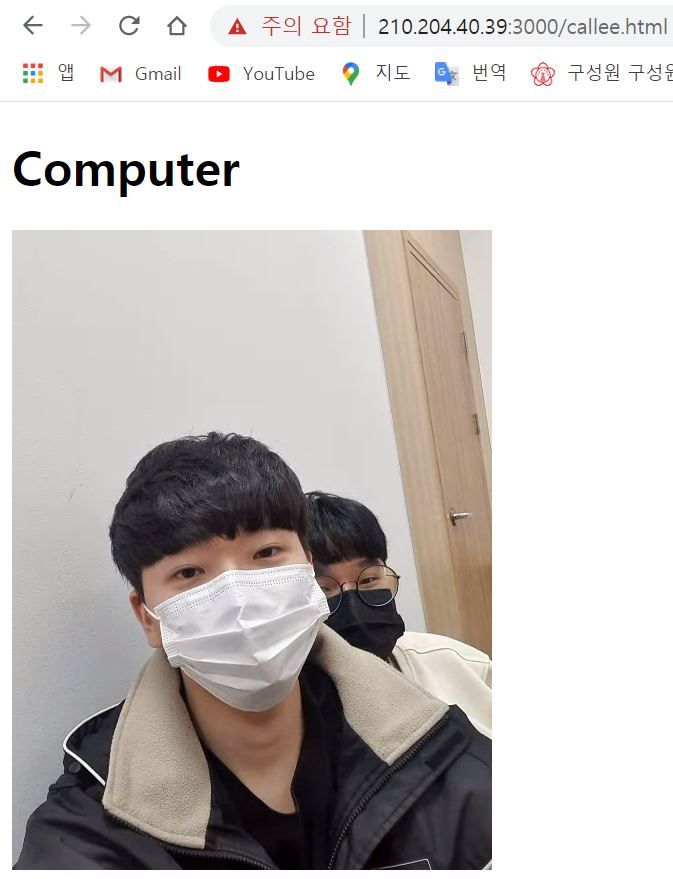 주의 요함 | 210.204.40.39:3000/callee.html
앱 Gmail YouTube 지도 번역 구성원 구성원
Computer